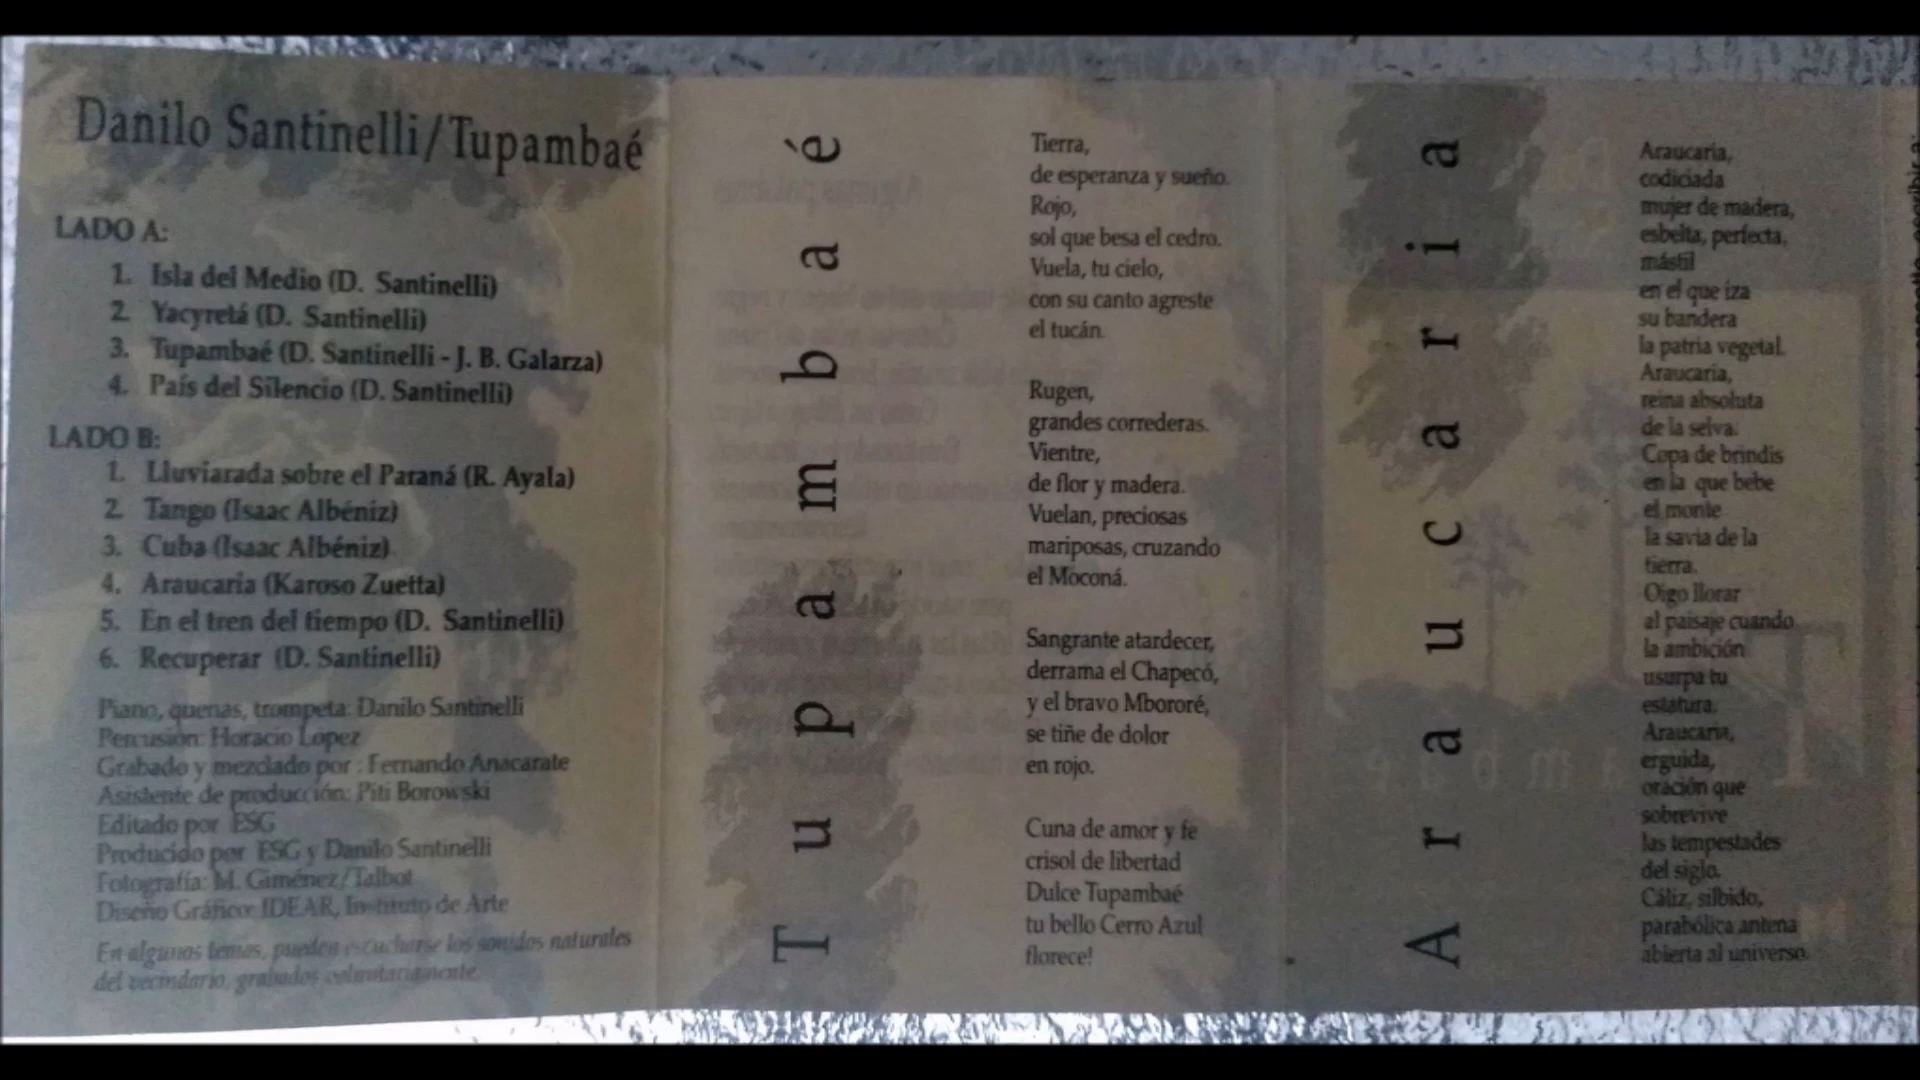 Danilo Santinelli/Tupambaé
LADO A:
1. Isla del Medio (D. Santinelli)
2. Yacyretá (D. Santinelli)
3. Tupambaé (D. Santinelli - J. B. Galarza)
4. País del Silencio (D. Santinelli)
LADO B:
1. Lluviarada sobre el Paraná (R. Ayala)
2. Tango (Isaac Albéniz)
3. Cuba (Isaac Albéniz)
4. Araucaria (Karoso Zuetta)
5. En el tren del tiempo (D. Santinelli)
6. Recuperar (D. Santinelli)
Piano, quenas, trompeta: Danilo Santinelli
Percusión: Horacio López
Grabado y mezclado por : Fernando Anacarate
Asistente de producción: Piti Borowski
Editado por ESG
Producido por ESG y Danilo Santinelli
Fotografía: M. Giménez/Talbot
Diseño Gráfico: IDEAR, Instituto de Arte
En algunos temas, pueden escucharse los sonidos naturales
del vecindario, grabados voluntariamente.
Tupambaé
Tierra,
de esperanza y sueño.
Rojo,
sol que besa el cedro.
Vuela, tu cielo,
con su canto agreste
el tucán.
Rugen,
grandes correderas.
Vientre,
de flor y madera.
Vuelan, preciosas
mariposas, cruzando
el Moconá.
Sangrante atardecer,
derrama el Chapecó,
y el bravo Mbororé,
se tiñe de dolor
en rojo.
Cuna de amor y fe
crisol de libertad
Dulce Tupambaé
tu bello Cerro Azul
florece!
Araucaria
Araucaria,
codiciada
mujer de madera,
esbelta, perfecta,
mástil
en el que iza
su bandera
la patria vegetal.
Araucaria,
reina absoluta
de la selva.
Copa de brindis
en la que bebe
el monte
la savia de la
tierra.
Oigo llorar
al paisaje cuando
la ambición
usurpa tu
estatura.
Araucaria,
erguida,
oración que
sobrevive
las tempestades
del siglo.
Cáliz, silbido,
parabólica antena
abierta al universo.